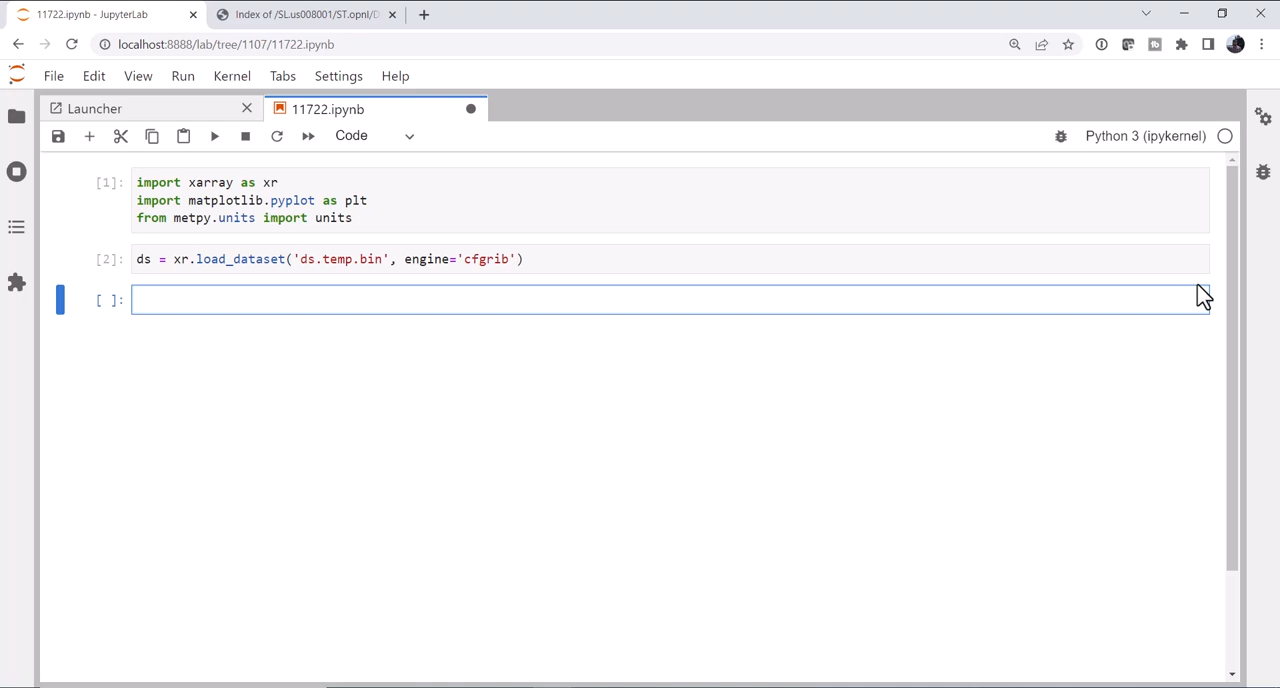 11722.ipynb - JupyterLab
Index of /SL.us008001/ST.opnl/D
localhost:8888/lab/tree/1107/11722.ipynb
File Edit View Run Kernel Tabs Settings Help
Launcher
11722.ipynb
Code
Python 3 (ipykernel)
[1]: import xarray as xr
import matplotlib.pyplot as plt
from metpy.units import units
[2]: ds = xr.load_dataset('ds.temp.bin', engine='cfgrib')
[ ]: